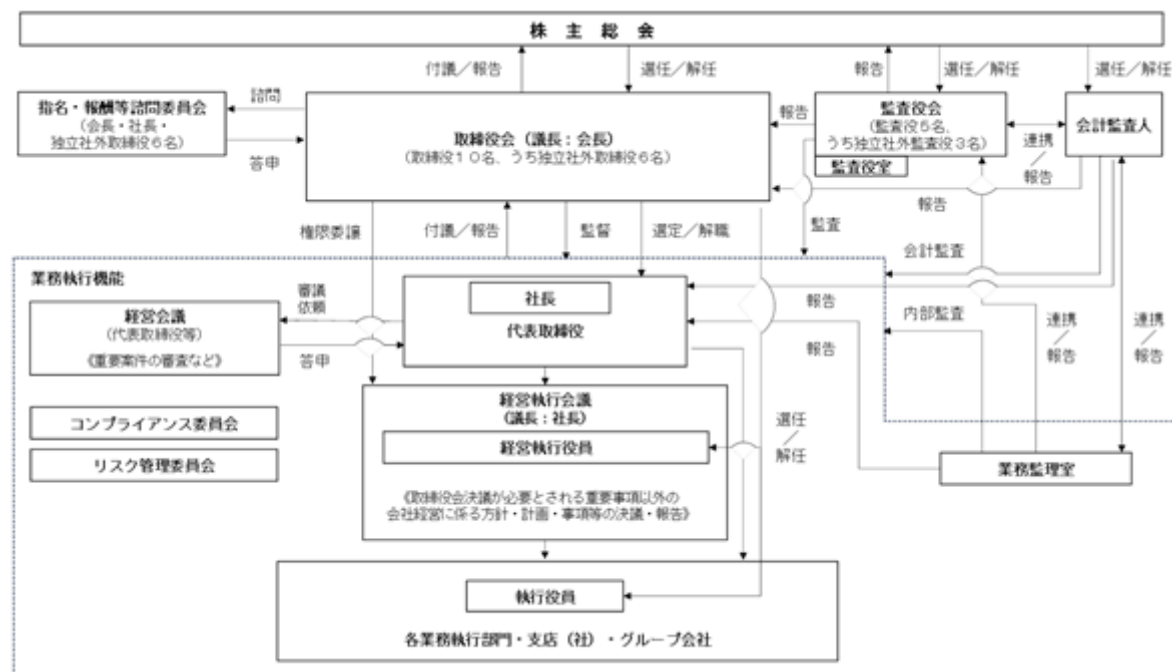 株主総会
付議／報告
選任／解任
報告
選任／解任
選任／解任
指名・報酬等諮問委員会
（会長・社長・
独立社外取締役６名）
諮問
答申
取締役会（議長：会長）
（取締役１０名、うち独立社外取締役６名）
報告
監査役会
（監査役５名、
うち独立社外監査役３名）
監査役室
連携
／
報告
会計監査人
報告
権限委譲
付議／報告
監督
選定／解職
監査
会計監査
業務執行機能
社長
代表取締役
審議
依頼
経営会議
（代表取締役等）
《重要案件の審査など》
答申
報告
報告
内部監査
連携
／
報告
連携
／
報告
経営執行会議
（議長：社長）
経営執行役員
《取締役会決議が必要とされる重要事項以外の
会社経営に係る方針・計画・事項等の決議・報告》
選任
／
解任
コンプライアンス委員会
リスク管理委員会
業務監理室
執行役員
各業務執行部門・支店（社）・グループ会社